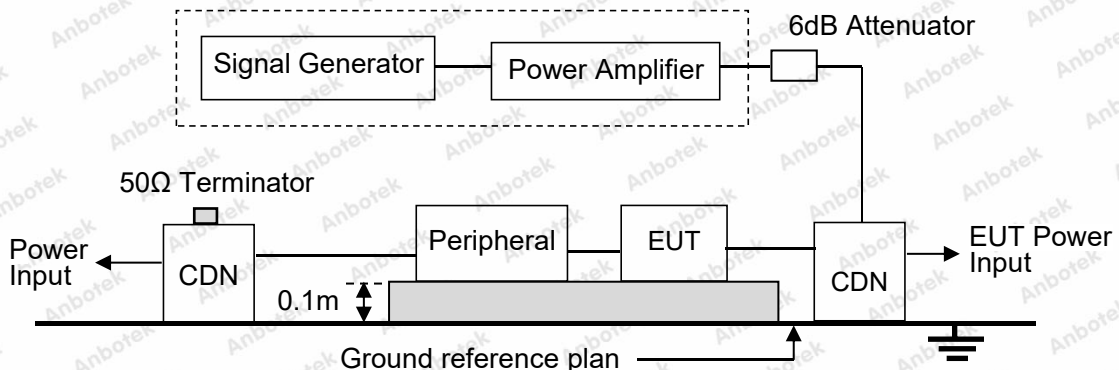 6dB Attenuator
Signal Generator
Power Amplifier
50Ω Terminator
Power
Input
CDN
Peripheral
EUT
CDN
EUT Power
Input
0.1m
Ground reference plan
Anbotek